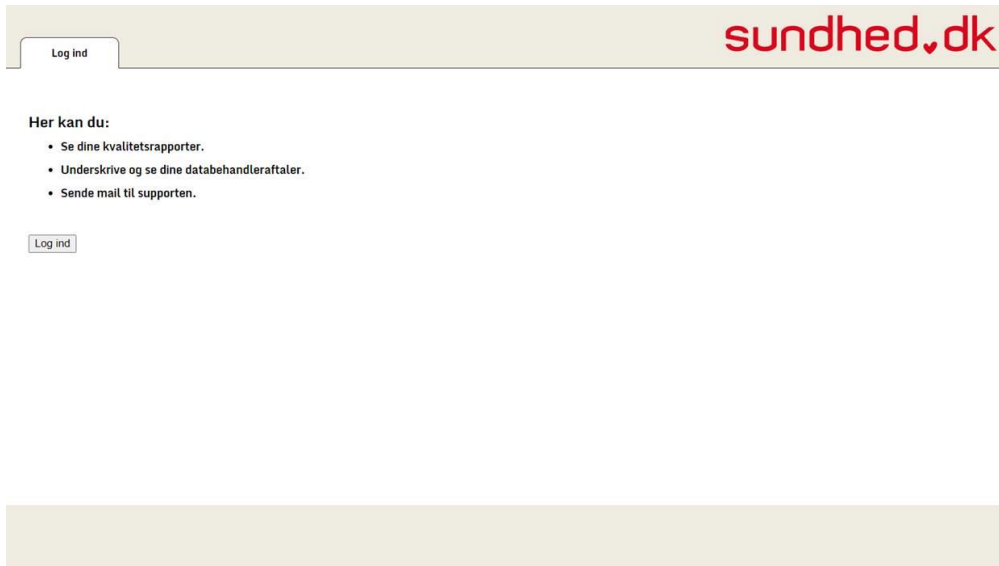 Log ind
sundhed.dk
Her kan du:
• Se dine kvalitetsrapporter.
• Underskrive og se dine databehandleraftaler.
• Sende mail til supporten.
Log ind